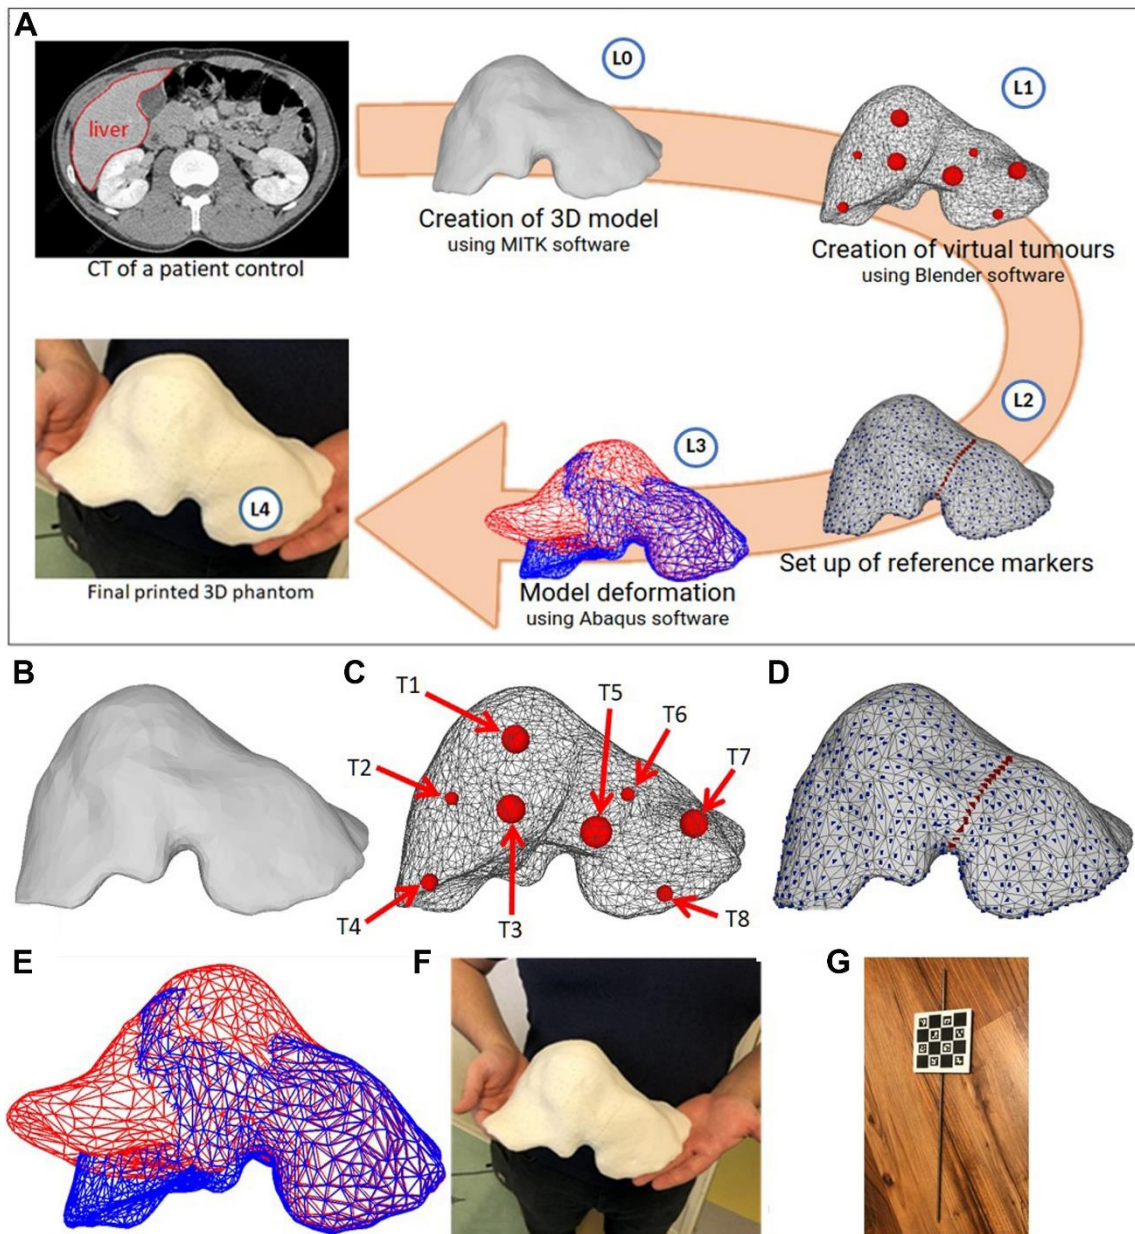 A
L0
L1
liver
Creation of 3D model
using MITK software
CT of a patient control
Creation of virtual tumours
using Blender software
L2
L3
L4
Set up of reference markers
Model deformation
using Abaqus software
Final printed 3D phantom
B
C
D
T1
T5
T6
T2
T7
T4
T3
T8
E
F
G